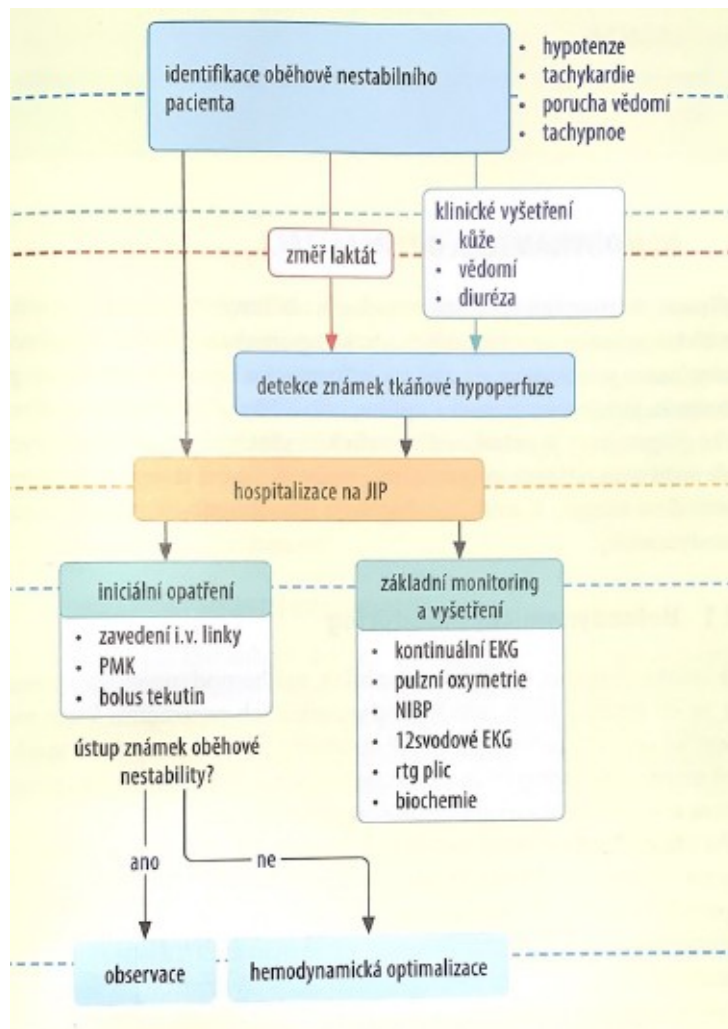 identifikace oběhově nestabilního
pacienta
• hypotenze
• tachykardie
• porucha vědomí
• tachypnoe
klinické vyšetření
• kůže
• vědomí
• diuréza
změř laktát
detekce známek tkáňové hypoperfuze
hospitalizace na JIP
iniciální opatření
• zavedení i.v. linky
• PMK
• bolus tekutin
základní monitoring
a vyšetření
• kontinuální EKG
• pulzní oxymetrie
• NIBP
• 12svodové EKG
• rtg plic
• biochemie
ústup známek oběhové
nestability?
ano
ne
observace
hemodynamická optimalizace